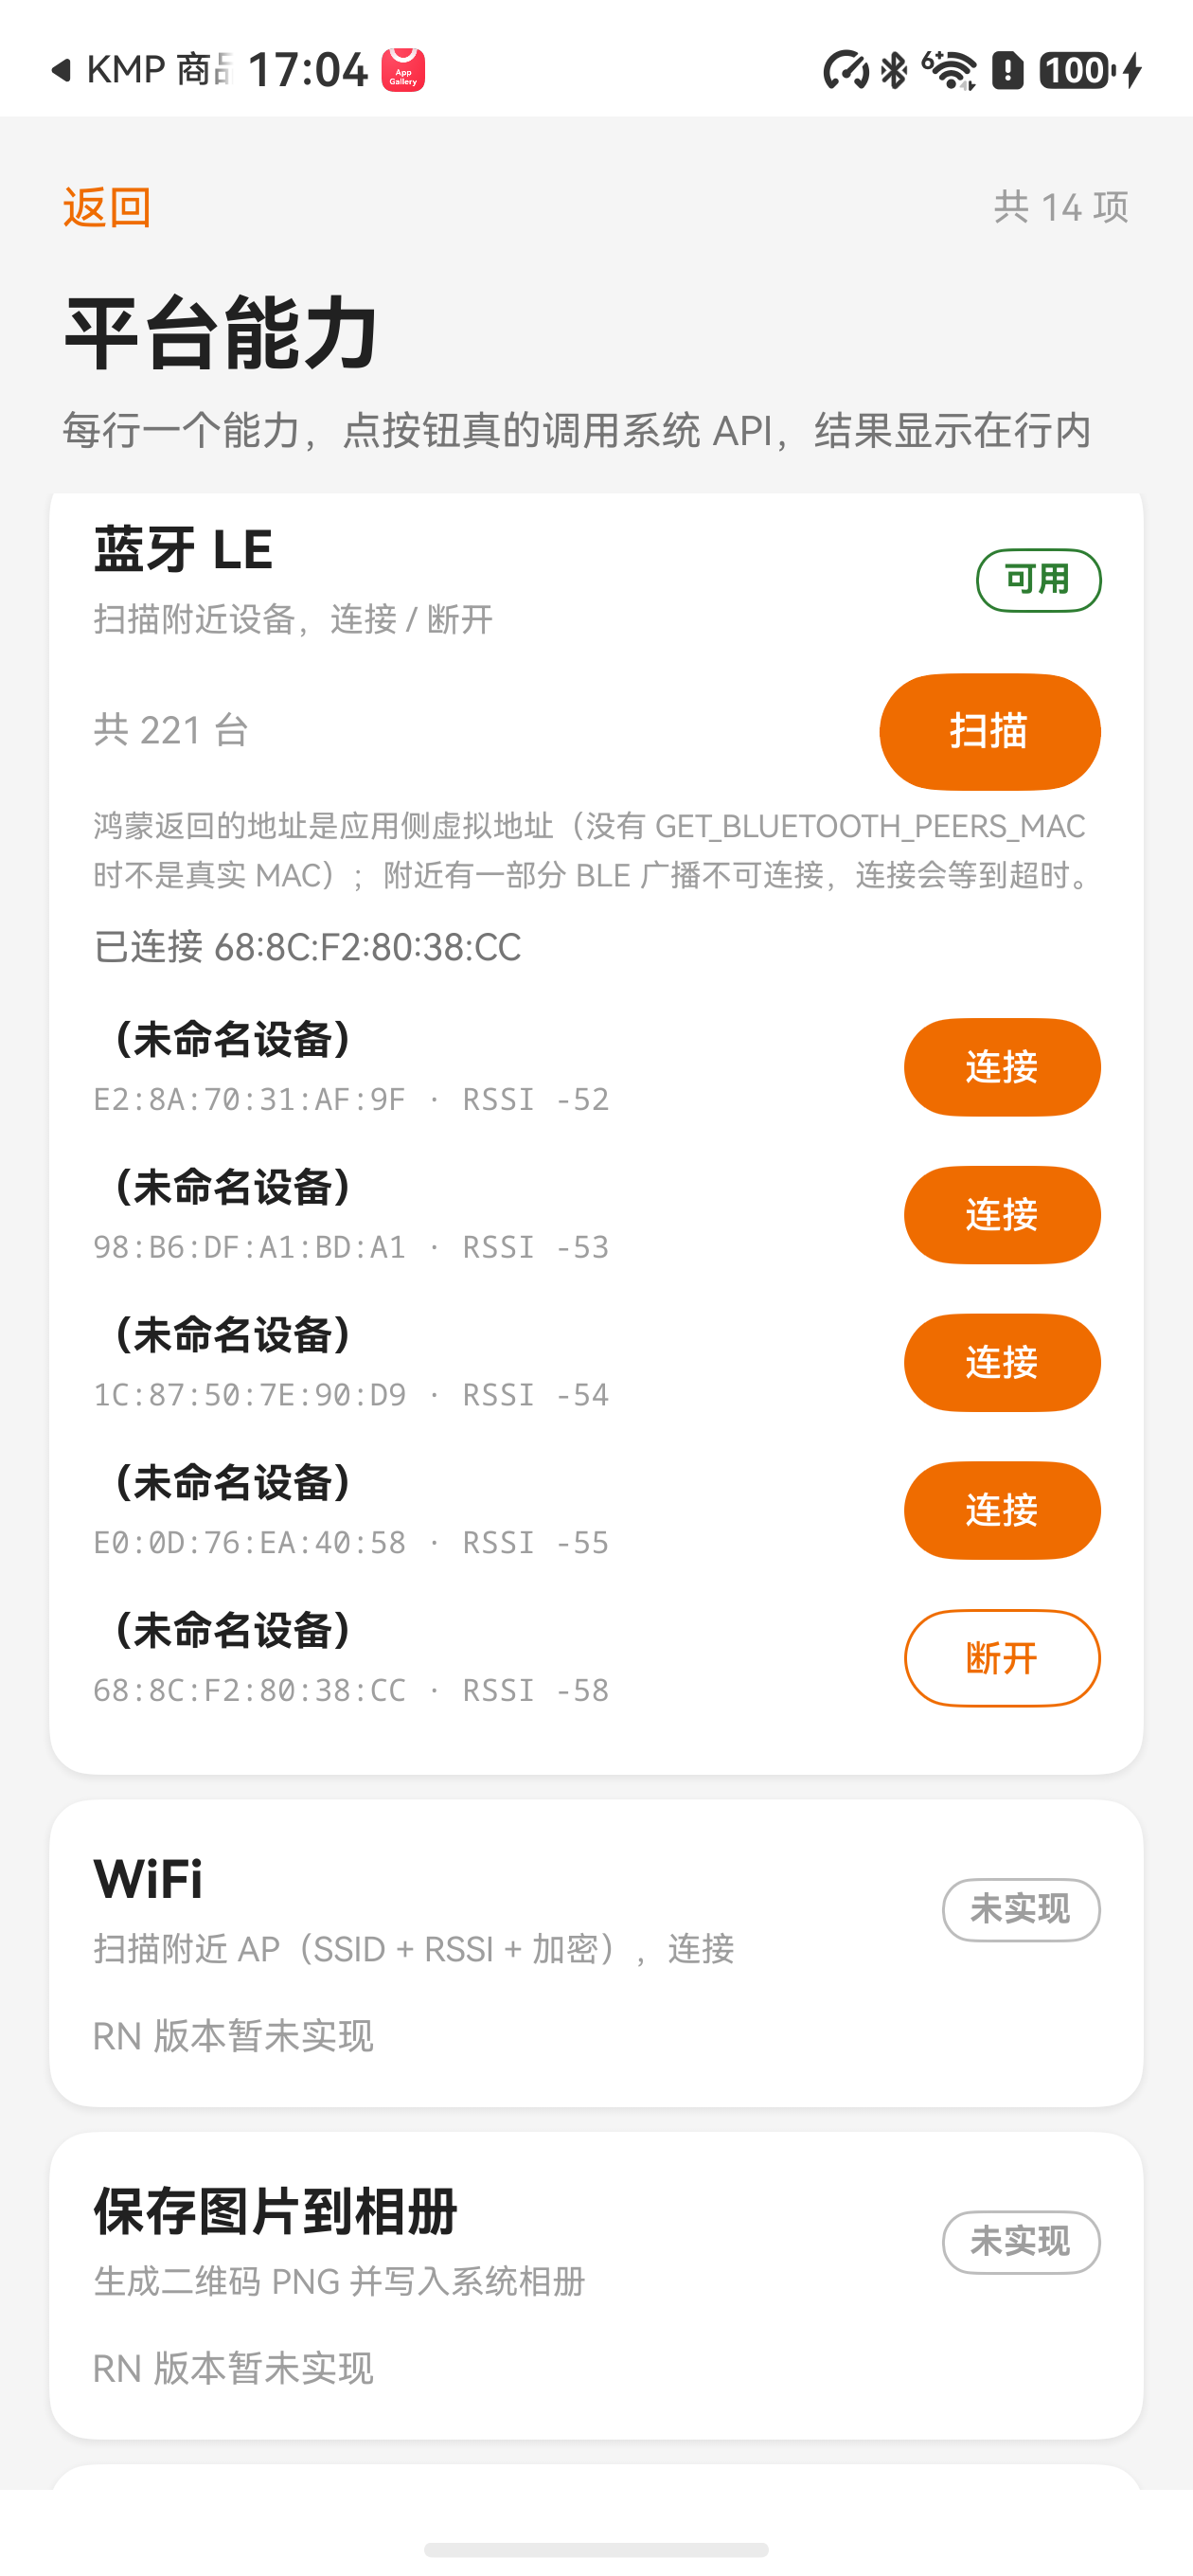 KMP 商品 17:04 App Gallery 6+ 100
返回 共 14 项
平台能力
每行一个能力，点按钮真的调用系统 API，结果显示在行内
蓝牙 LE 可用
扫描附近设备，连接 / 断开
共 221 台 扫描
鸿蒙返回的地址是应用侧虚拟地址（没有 GET_BLUETOOTH_PEERS_MAC
时不是真实 MAC）；附近有一部分 BLE 广播不可连接，连接会等到超时。
已连接 68:8C:F2:80:38:CC
（未命名设备） 连接
E2:8A:70:31:AF:9F · RSSI -52
（未命名设备） 连接
98:B6:DF:A1:BD:A1 · RSSI -53
（未命名设备） 连接
1C:87:50:7E:90:D9 · RSSI -54
（未命名设备） 连接
E0:0D:76:EA:40:58 · RSSI -55
（未命名设备） 断开
68:8C:F2:80:38:CC · RSSI -58
WiFi 未实现
扫描附近 AP（SSID + RSSI + 加密），连接
RN 版本暂未实现
保存图片到相册 未实现
生成二维码 PNG 并写入系统相册
RN 版本暂未实现